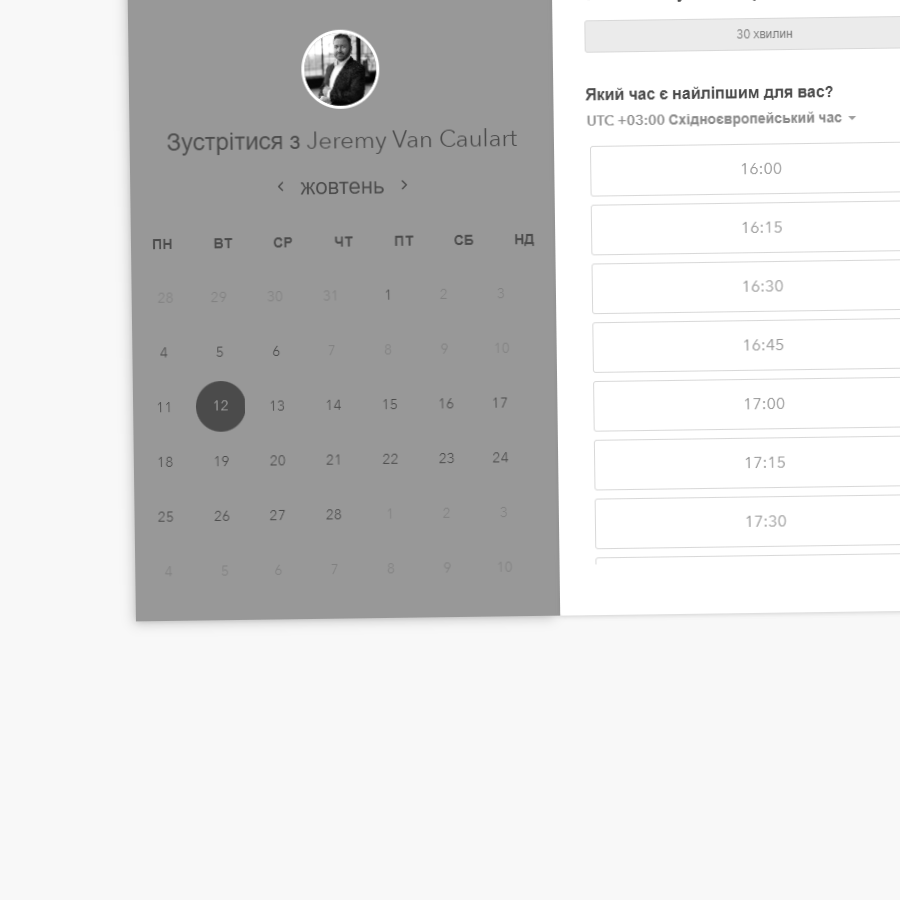 Зустрітися з Jeremy Van Caulart
‹ жовтень ›
ПН ВТ СР ЧТ ПТ СБ НД
28 29 30 31 1 2 3
4 5 6 7 8 9 10
11 12 13 14 15 16 17
18 19 20 21 22 23 24
25 26 27 28 1 2 3
4 5 6 7 8 9 10
30 хвилин
Який час є найліпшим для вас?
UTC +03:00 Східноєвропейський час
16:00
16:15
16:30
16:45
17:00
17:15
17:30